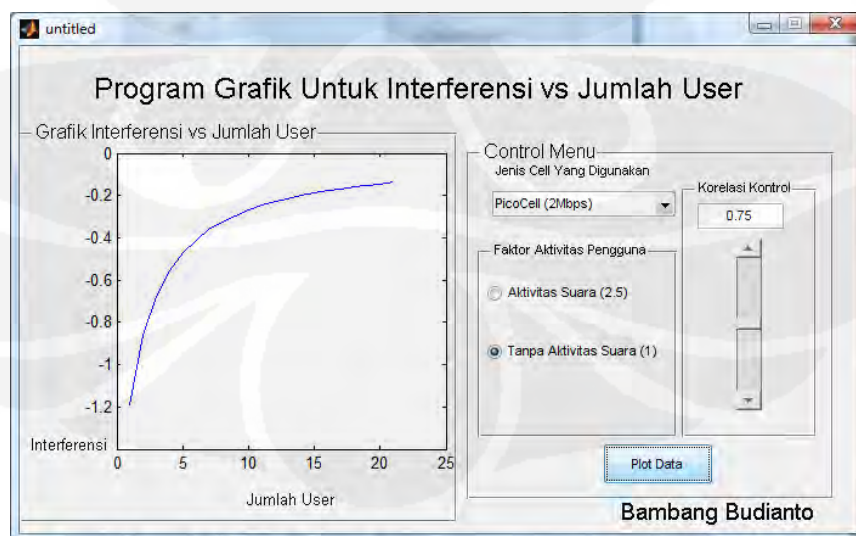 untitled
Program Grafik Untuk Interferensi vs Jumlah User
Grafik Interferensi vs Jumlah User
0
-0.2
-0.4
-0.6
-0.8
-1
-1.2
Interferensi
0 5 10 15 20 25
Jumlah User
Control Menu
Jenis Cell Yang Digunakan
PicoCell (2Mbps)
Faktor Aktivitas Pengguna
Aktivitas Suara (2.5)
Tanpa Aktivitas Suara (1)
Korelasi Kontrol
0.75
Plot Data
Bambang Budianto